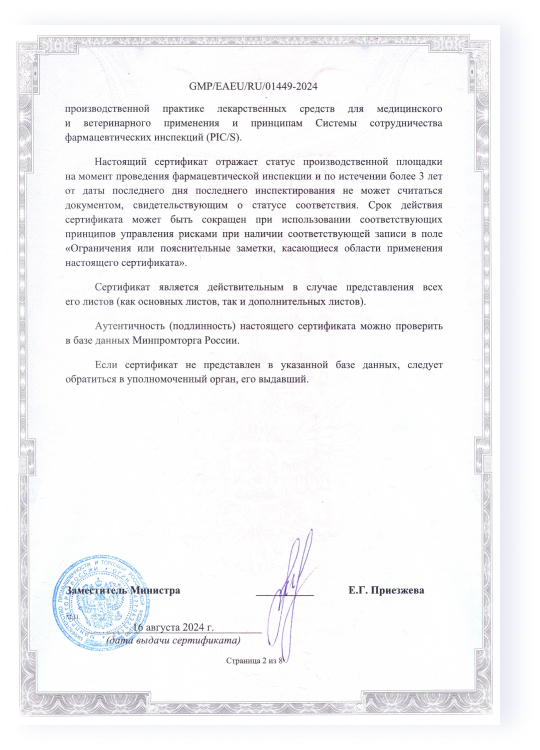 GMP/EAEU/RU/01449-2024
производственной практике лекарственных средств для медицинского
и ветеринарного применения и принципам Системы сотрудничества
фармацевтических инспекций (PIC/S).
Настоящий сертификат отражает статус производственной площадки
на момент проведения фармацевтической инспекции и по истечении более 3 лет
от даты последнего дня последнего инспектирования не может считаться
документом, свидетельствующим о статусе соответствия. Срок действия
сертификата может быть сокращен при использовании соответствующих
принципов управления рисками при наличии соответствующей записи в поле
«Ограничения или пояснительные заметки, касающиеся области применения
настоящего сертификата».
Сертификат является действительным в случае представления всех
его листов (как основных листов, так и дополнительных листов).
Аутентичность (подлинность) настоящего сертификата можно проверить
в базе данных Минпромторга России.
Если сертификат не представлен в указанной базе данных, следует
обратиться в уполномоченный орган, его выдавший.
Заместитель Министра Е.Г. Приезжева
16 августа 2024 г.
(дата выдачи сертификата)
Страница 2 из 8